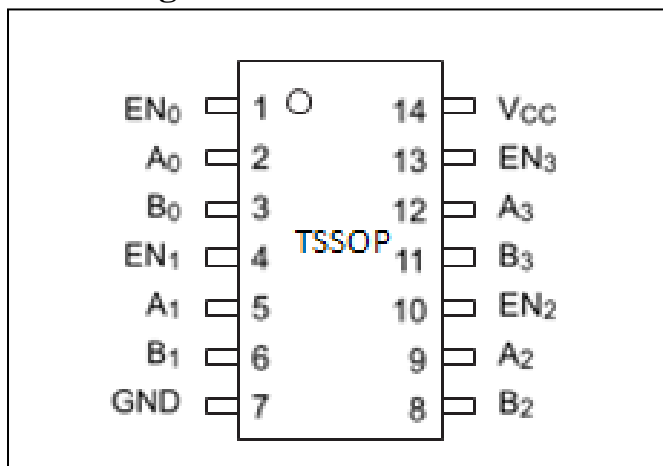 EN0 1 14 VCC
A0 2 13 EN3
B0 3 12 A3
TSSOP
EN1 4 11 B3
A1 5 10 EN2
B1 6 9 A2
GND 7 8 B2